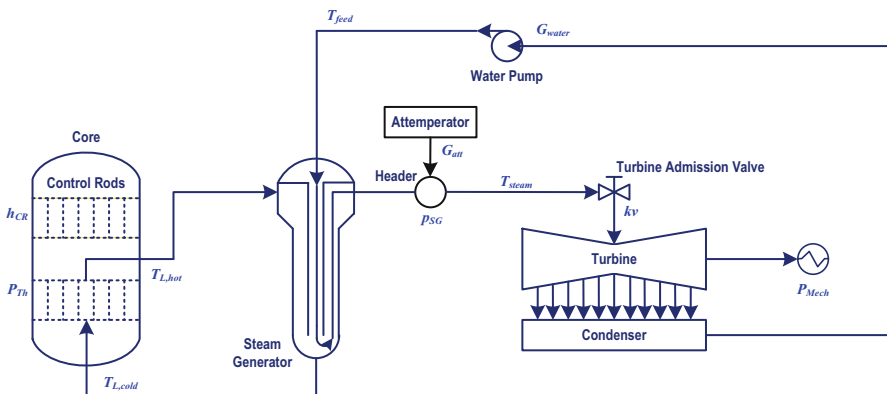 T_feed
G_water
Water Pump
Attemperator
Core
G_att
Control Rods
Header
T_steam
Turbine Admission Valve
h_CR
p_SG
kv
T_L,hot
Turbine
P_Th
P_Mech
Steam
Generator
Condenser
T_L,cold